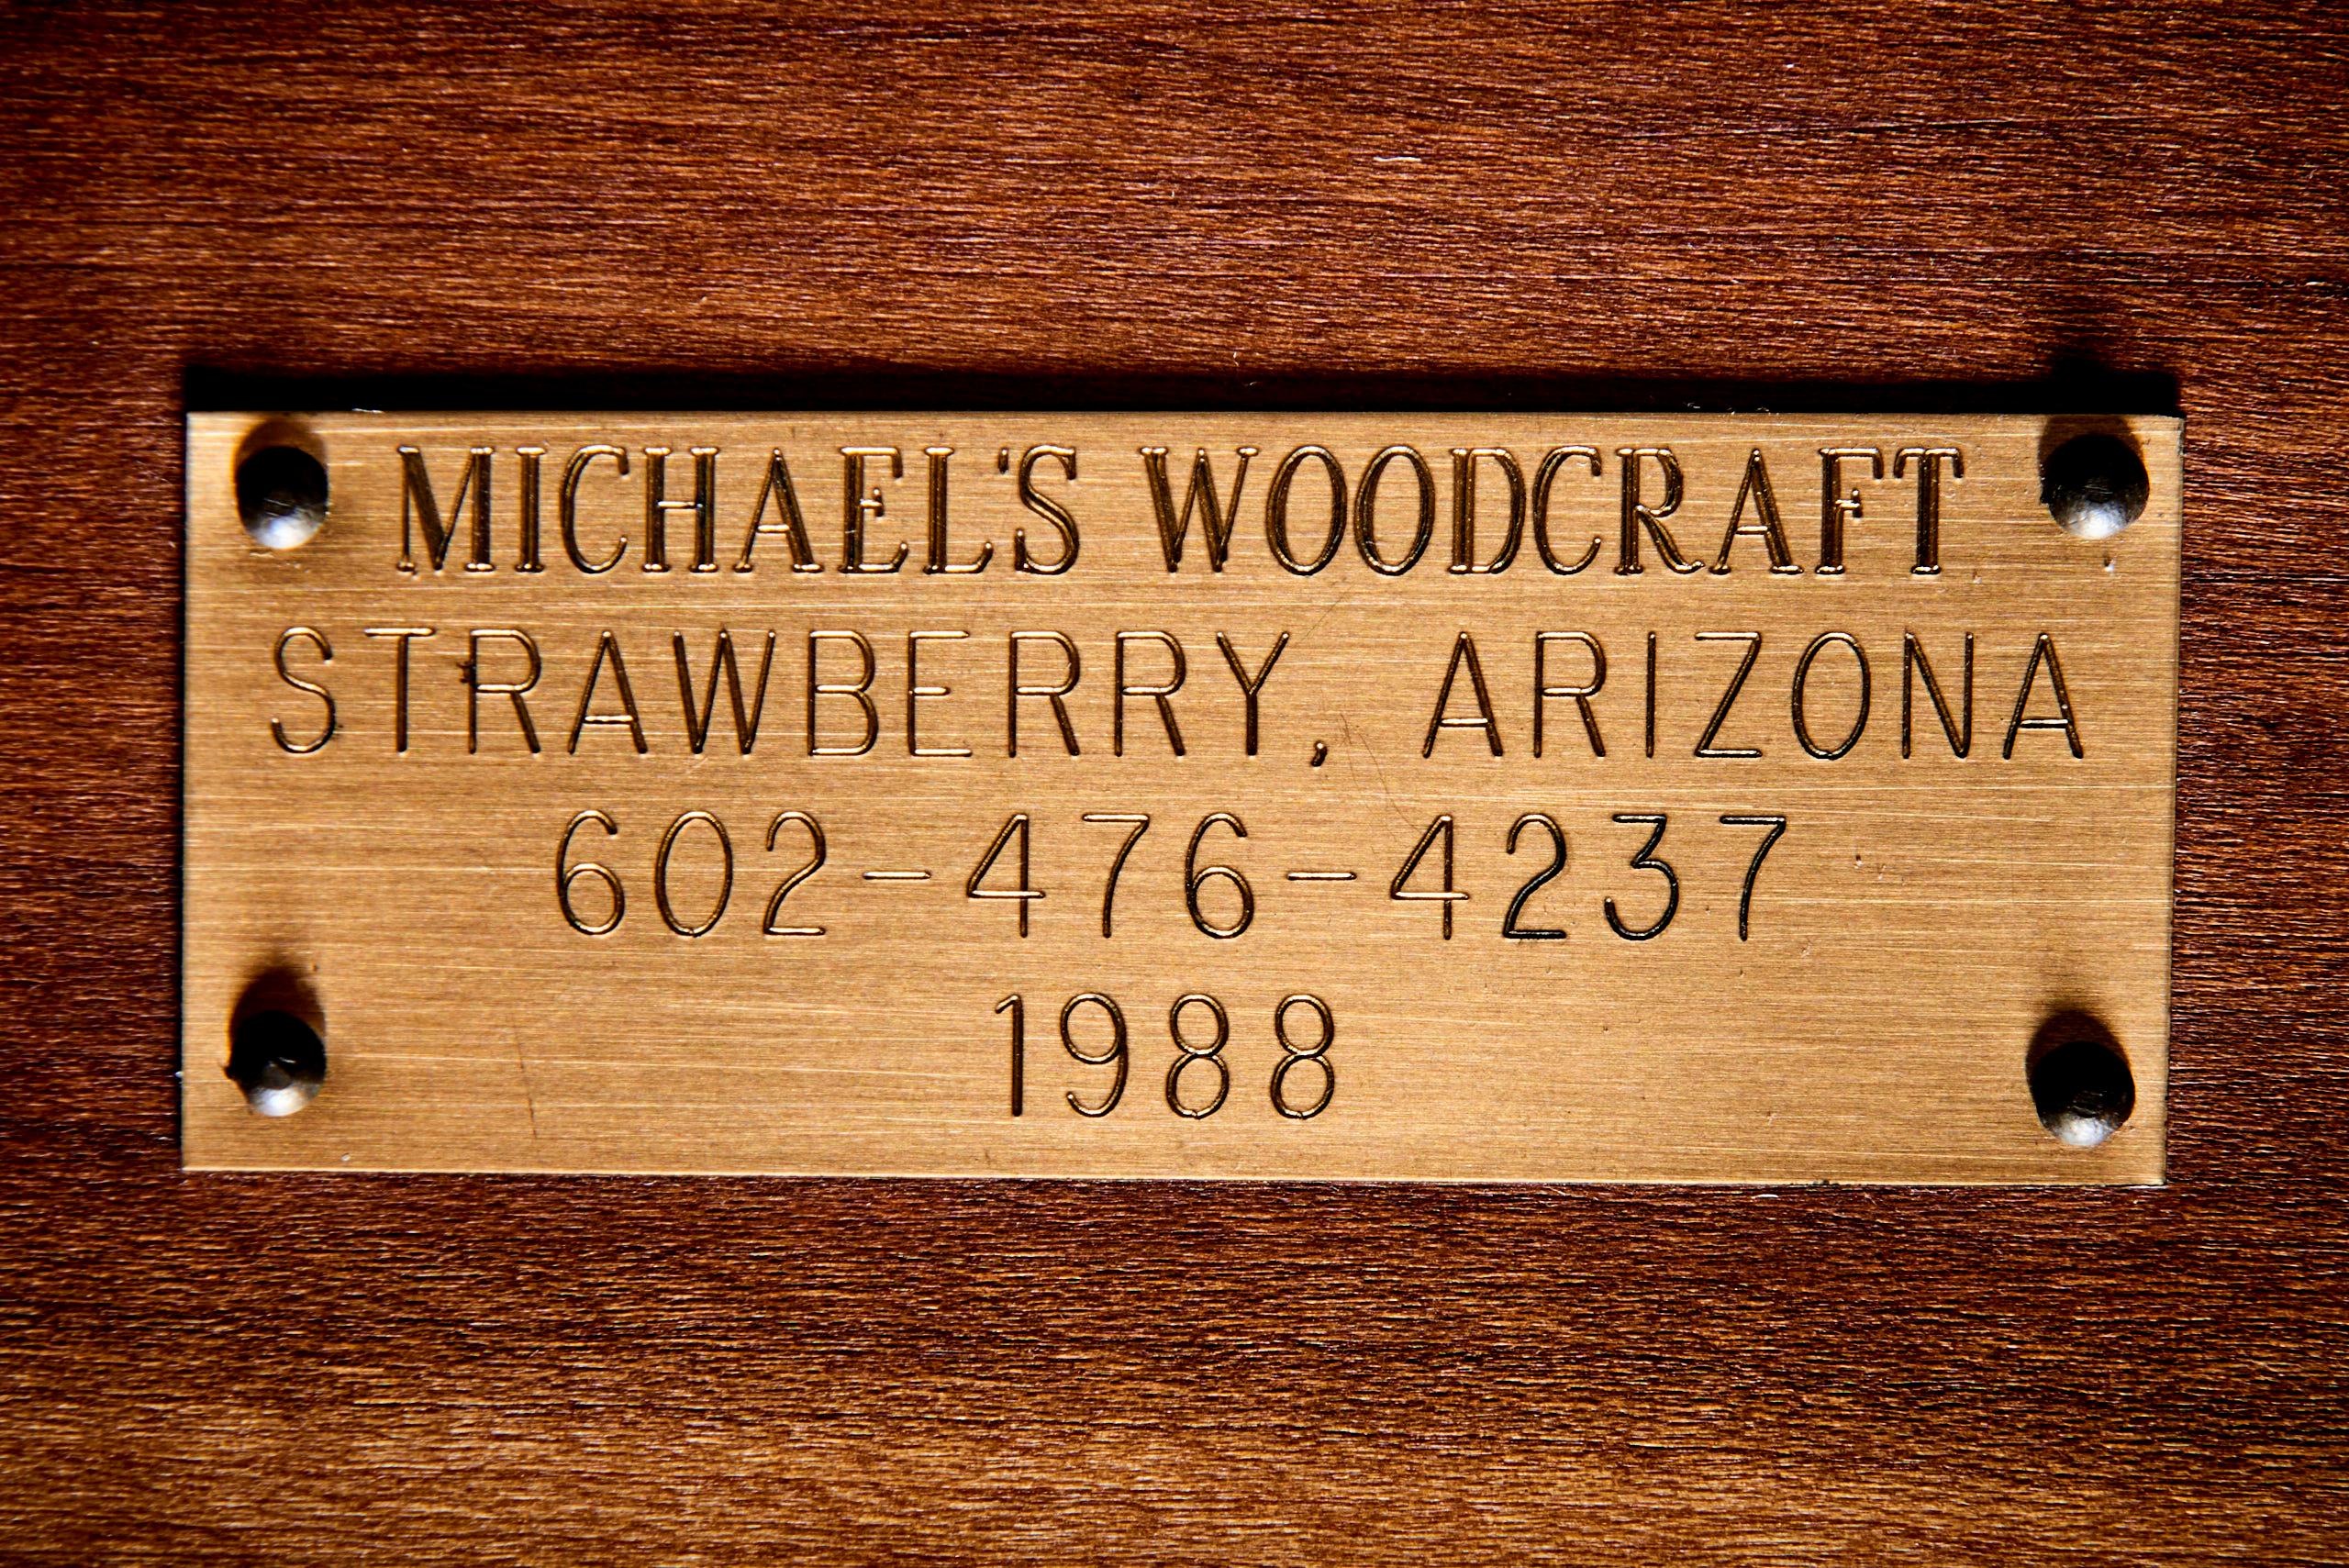 MICHAEL'S WOODCRAFT
STRAWBERRY, ARIZONA
602-476-4237
1988